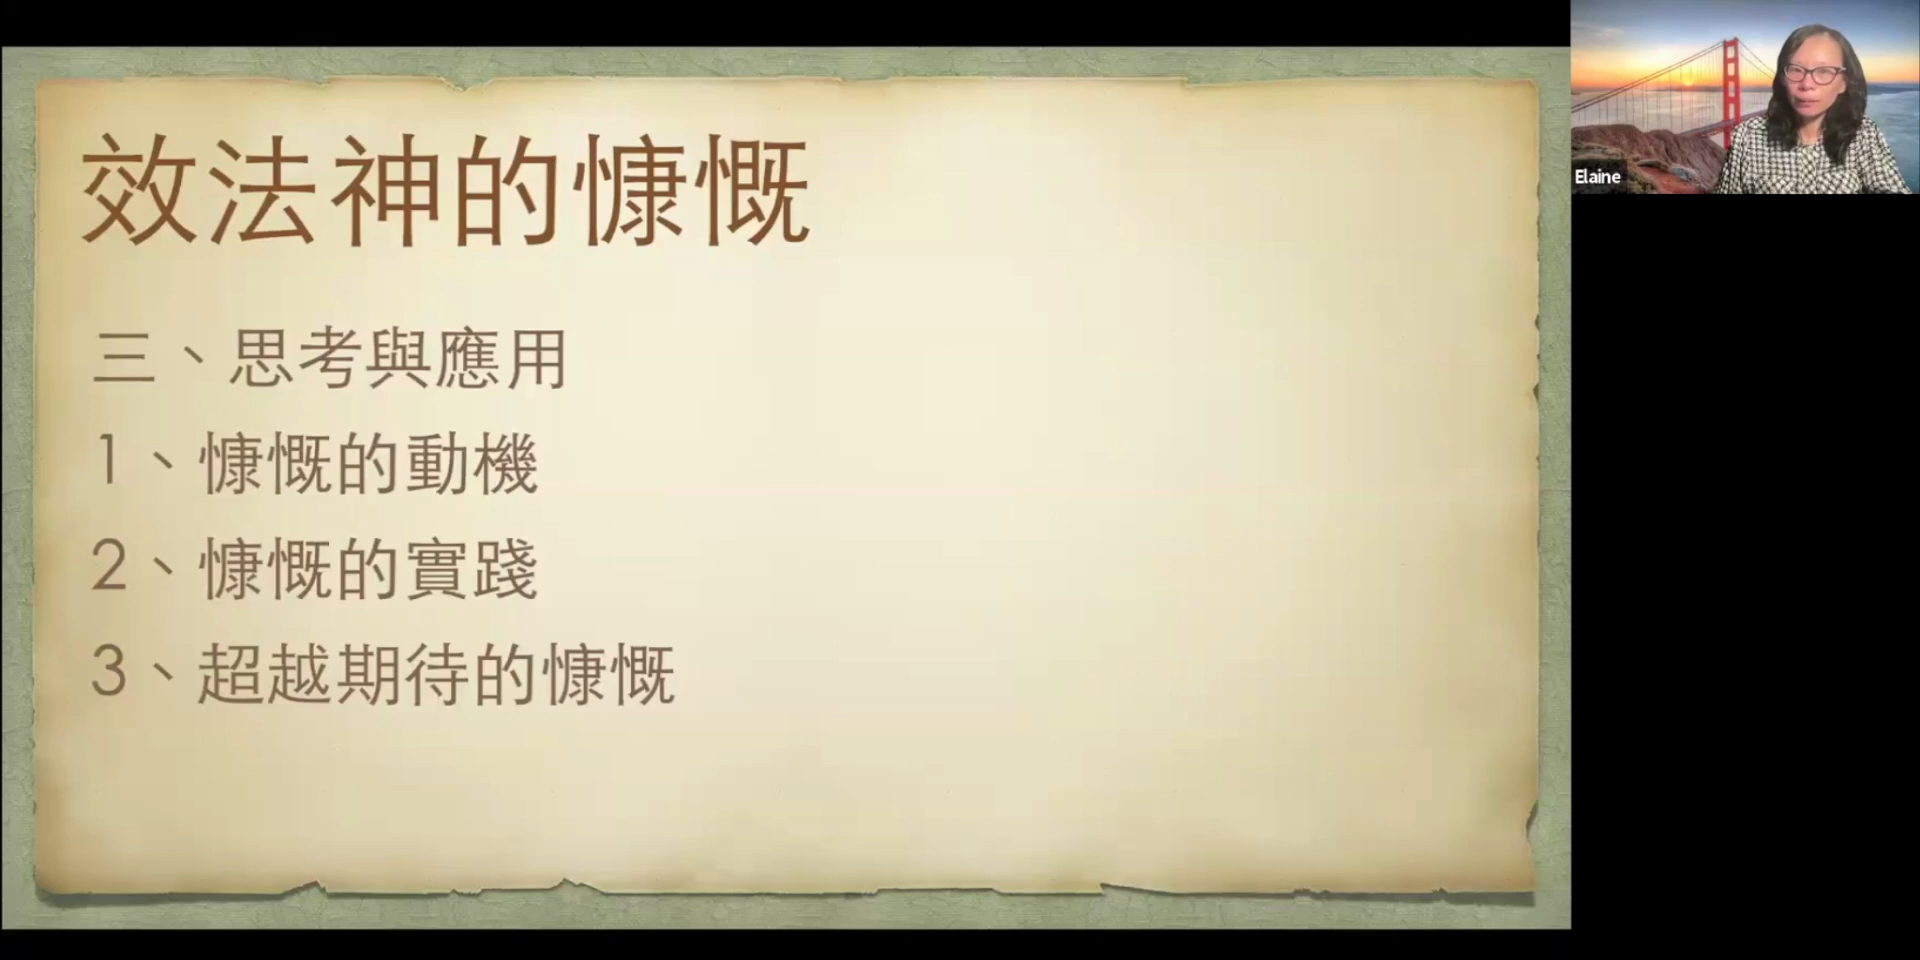 效法神的慷慨
三、思考與應用
1、慷慨的動機
2、慷慨的實踐
3、超越期待的慷慨
Elaine